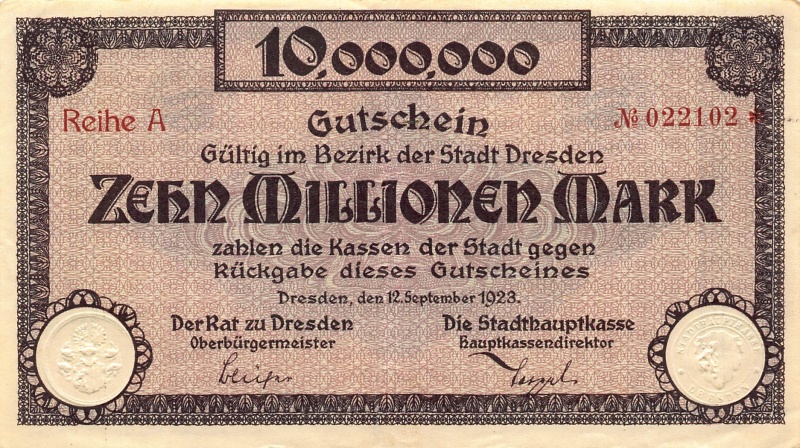 10,000,000
Reihe A
№ 022102 *
Gutschein
Gültig im Bezirk der Stadt Dresden
Zehn Millionen Mark
zahlen die Kassen der Stadt gegen
Rückgabe dieses Gutscheines
Dresden, den 12. September 1923.
Der Rat zu Dresden
Oberbürgermeister
Die Stadthauptkasse
Hauptkassendirektor